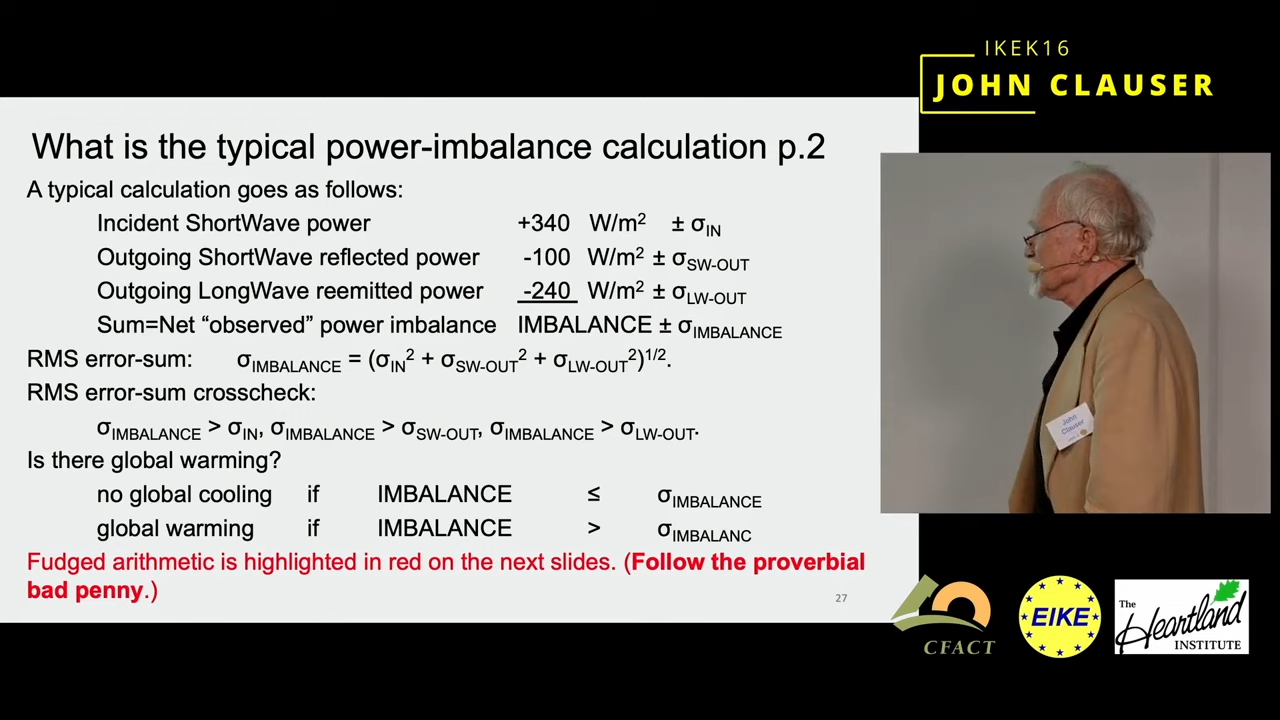 IKEK16
JOHN CLAUSER
What is the typical power-imbalance calculation p.2
A typical calculation goes as follows:
Incident ShortWave power +340 W/m² ± σIN
Outgoing ShortWave reflected power -100 W/m² ± σSW-OUT
Outgoing LongWave reemitted power -240 W/m² ± σLW-OUT
Sum=Net “observed” power imbalance IMBALANCE ± σIMBALANCE
RMS error-sum: σIMBALANCE = (σIN² + σSW-OUT² + σLW-OUT²)1/2.
RMS error-sum crosscheck:
σIMBALANCE > σIN, σIMBALANCE > σSW-OUT, σIMBALANCE > σLW-OUT.
Is there global warming?
no global cooling if IMBALANCE ≤ σIMBALANCE
global warming if IMBALANCE > σIMBALANC
Fudged arithmetic is highlighted in red on the next slides. (Follow the proverbial
bad penny.)
27
John
Clauser
CFACT
EIKE
The
Heartland
INSTITUTE